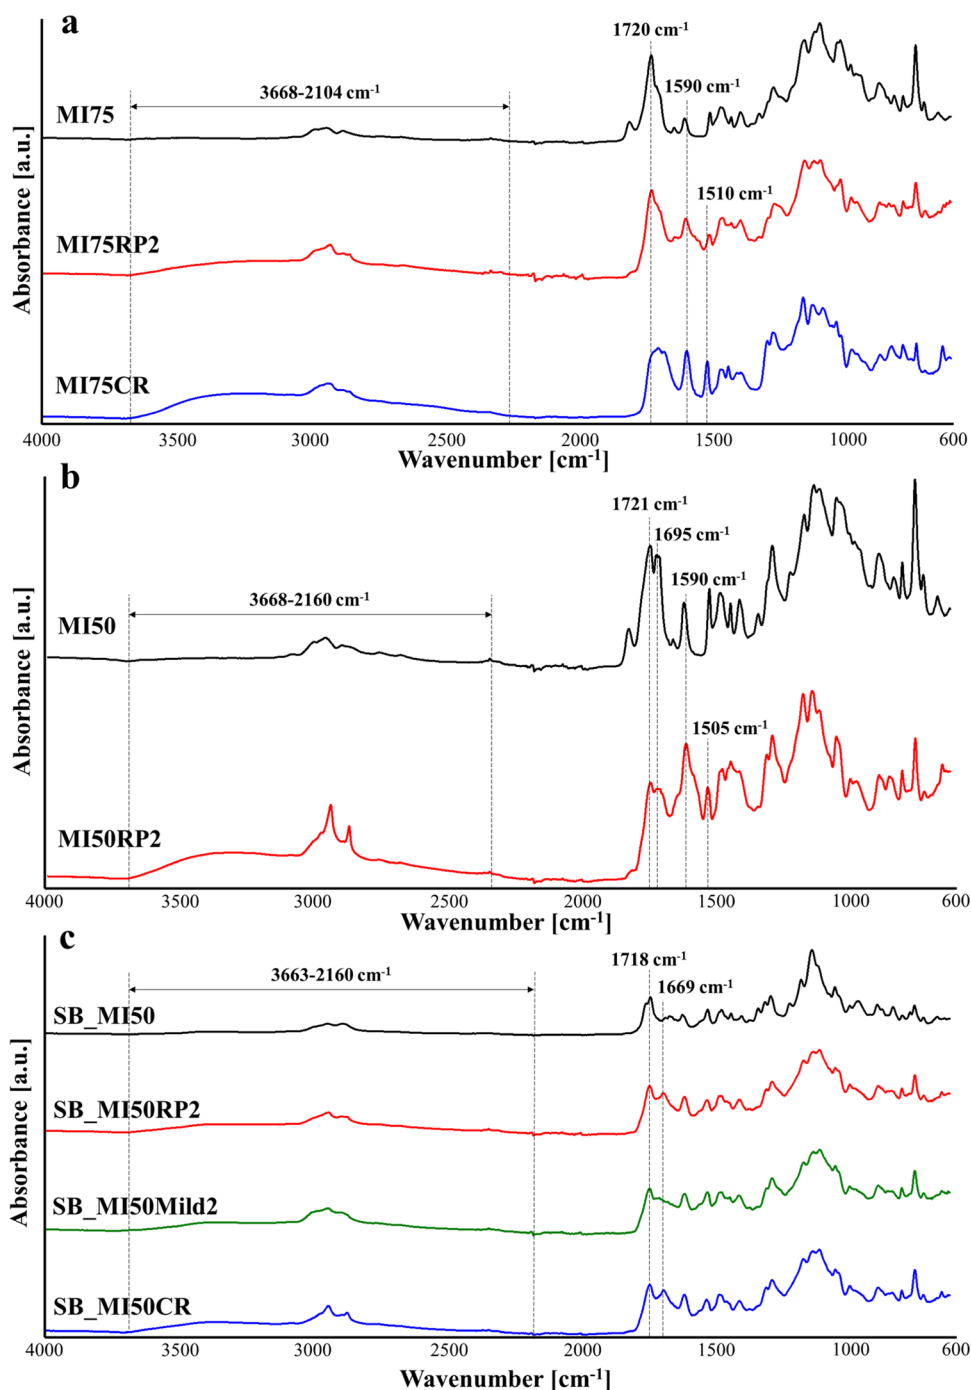 a
1720 cm-1
1590 cm-1
3668-2104 cm-1
MI75
1510 cm-1
MI75RP2
MI75CR
Absorbance [a.u.]
4000 3500 3000 2500 2000 1500 1000 600
Wavenumber [cm-1]
b
1721 cm-1
1695 cm-1
1590 cm-1
3668-2160 cm-1
MI50
1505 cm-1
MI50RP2
Absorbance [a.u.]
4000 3500 3000 2500 2000 1500 1000 600
Wavenumber [cm-1]
c
1718 cm-1
3663-2160 cm-1
1669 cm-1
SB_MI50
SB_MI50RP2
SB_MI50Mild2
SB_MI50CR
Absorbance [a.u.]
4000 3500 3000 2500 2000 1500 1000 600
Wavenumber [cm-1]